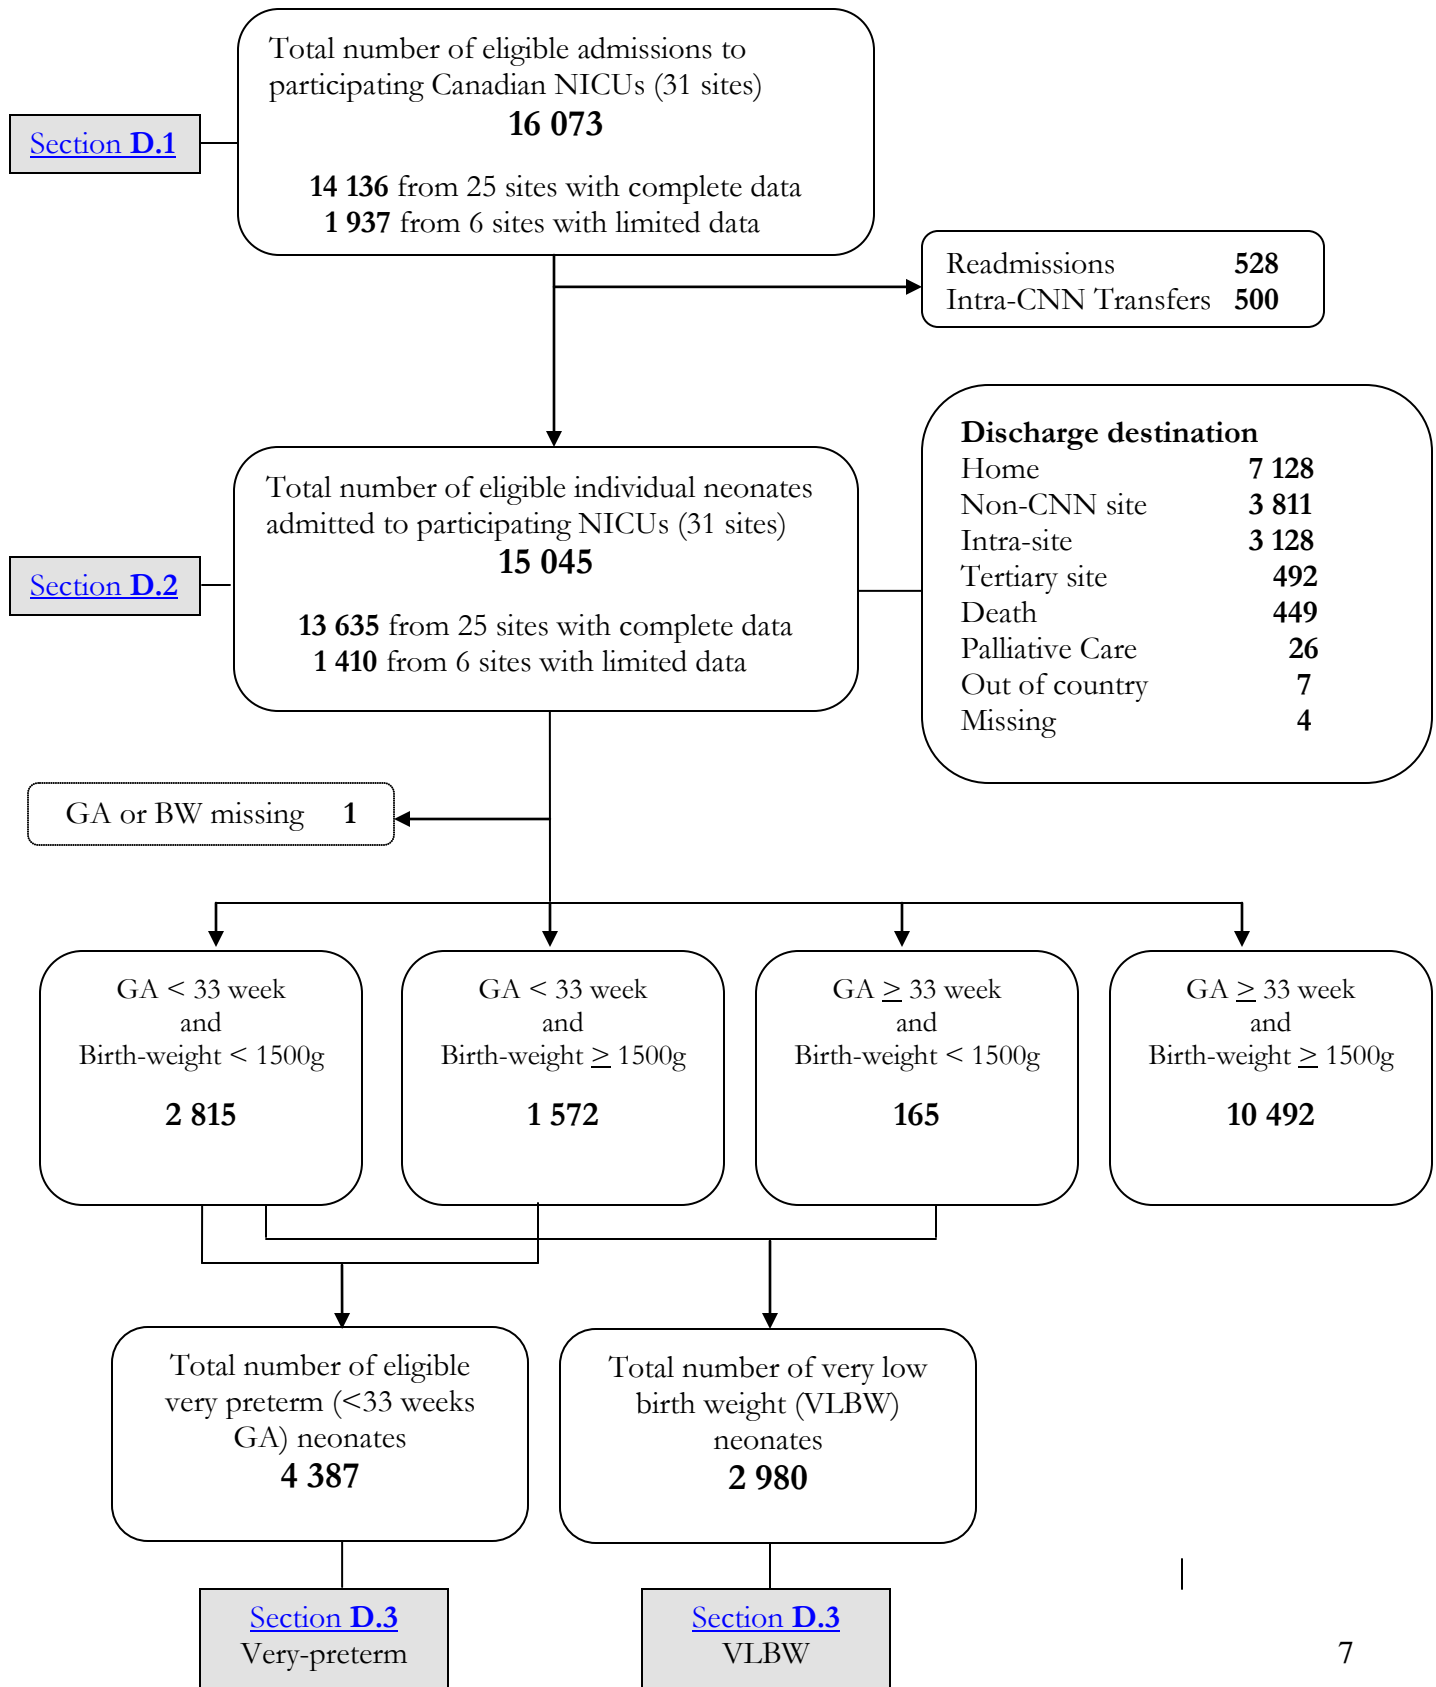 Total number of eligible admissions to
participating Canadian NICUs (31 sites)
16 073
14 136 from 25 sites with complete data
1 937 from 6 sites with limited data
Section D.1
Readmissions 528
Intra-CNN Transfers 500
Total number of eligible individual neonates
admitted to participating NICUs (31 sites)
15 045
13 635 from 25 sites with complete data
1 410 from 6 sites with limited data
Section D.2
Discharge destination
Home 7 128
Non-CNN site 3 811
Intra-site 3 128
Tertiary site 492
Death 449
Palliative Care 26
Out of country 7
Missing 4
GA or BW missing 1
GA < 33 week
and
Birth-weight < 1500g
2 815
GA < 33 week
and
Birth-weight ≥ 1500g
1 572
GA ≥ 33 week
and
Birth-weight < 1500g
165
GA ≥ 33 week
and
Birth-weight ≥ 1500g
10 492
Total number of eligible
very preterm (<33 weeks
GA) neonates
4 387
Total number of very low
birth weight (VLBW)
neonates
2 980
Section D.3
Very-preterm
Section D.3
VLBW
7